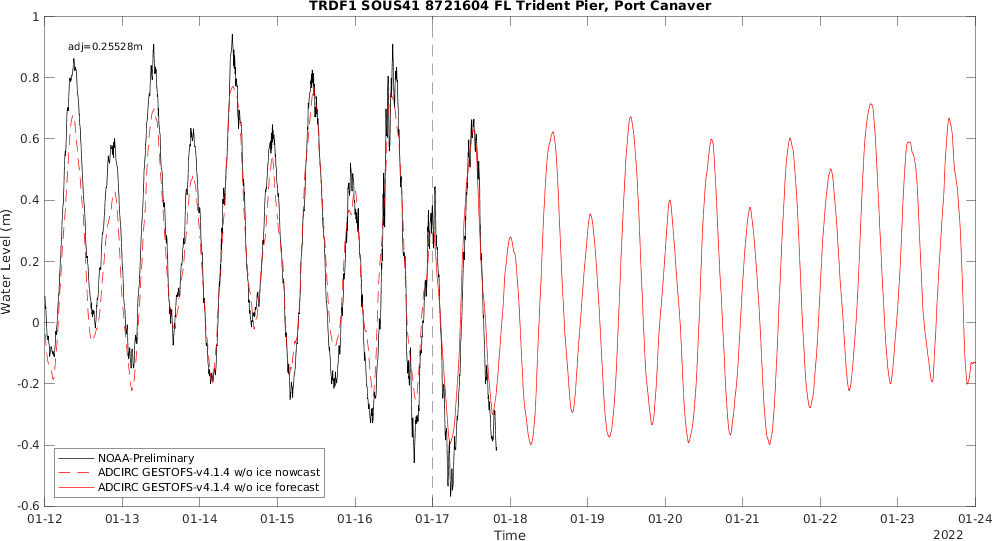 TRDF1 SOUS41 8721604 FL Trident Pier, Port Canaver
adj=0.25528m
1
0.8
0.6
0.4
0.2
0
-0.2
-0.4
-0.6
Water Level (m)
NOAA-Preliminary
ADCIRC GESTOFS-v4.1.4 w/o ice nowcast
ADCIRC GESTOFS-v4.1.4 w/o ice forecast
01-12 01-13 01-14 01-15 01-16 01-17 01-18 01-19 01-20 01-21 01-22 01-23 01-24
Time
2022